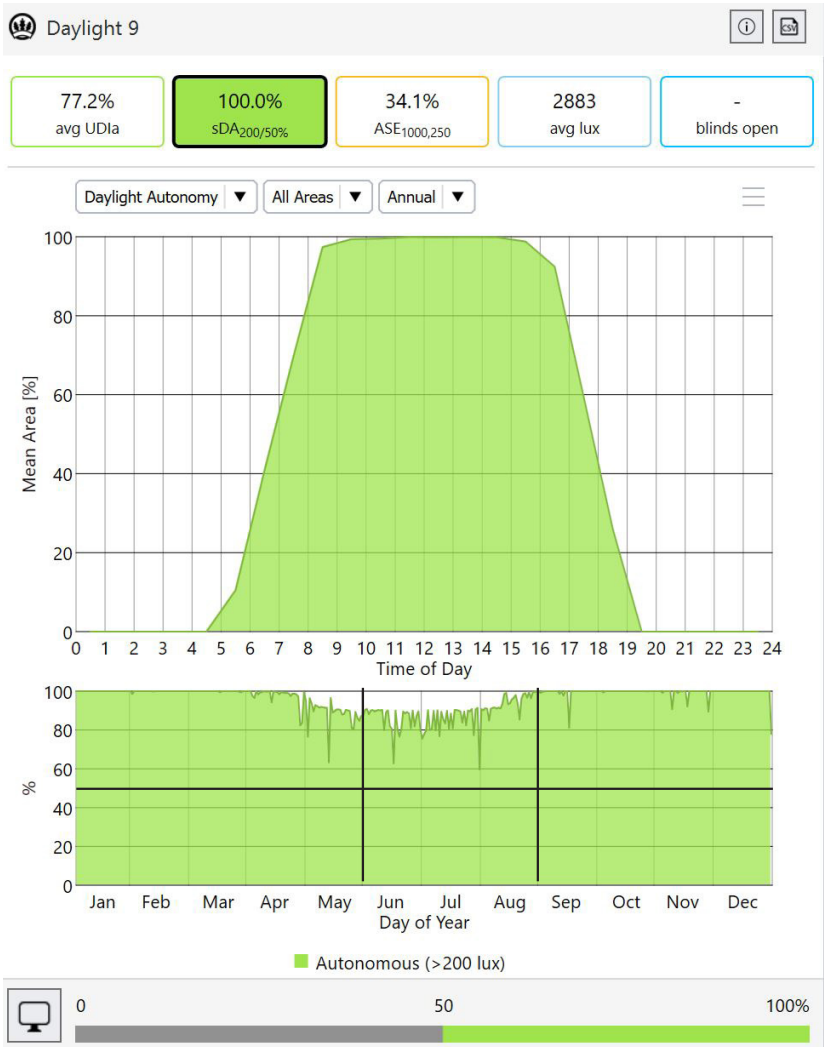 Daylight 9
CSV
77.2% 100.0% 34.1% 2883 -
avg UDIa sDA200/50% ASE1000,250 avg lux blinds open
Daylight Autonomy ▼ All Areas ▼ Annual ▼
100
80
60
40
20
0
Mean Area [%]
0 1 2 3 4 5 6 7 8 9 10 11 12 13 14 15 16 17 18 19 20 21 22 23 24
Time of Day
100
80
60
40
20
0
%
Jan Feb Mar Apr May Jun Jul Aug Sep Oct Nov Dec
Day of Year
Autonomous (>200 lux)
0 50 100%